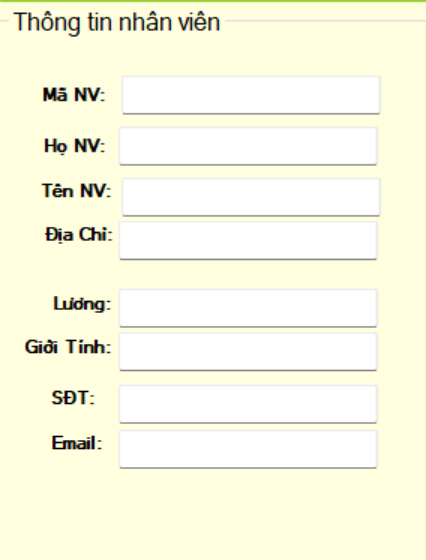 Thông tin nhân viên
Mã NV:
Họ NV:
Tên NV:
Địa Chỉ:
Lương:
Giới Tính:
SĐT:
Email: